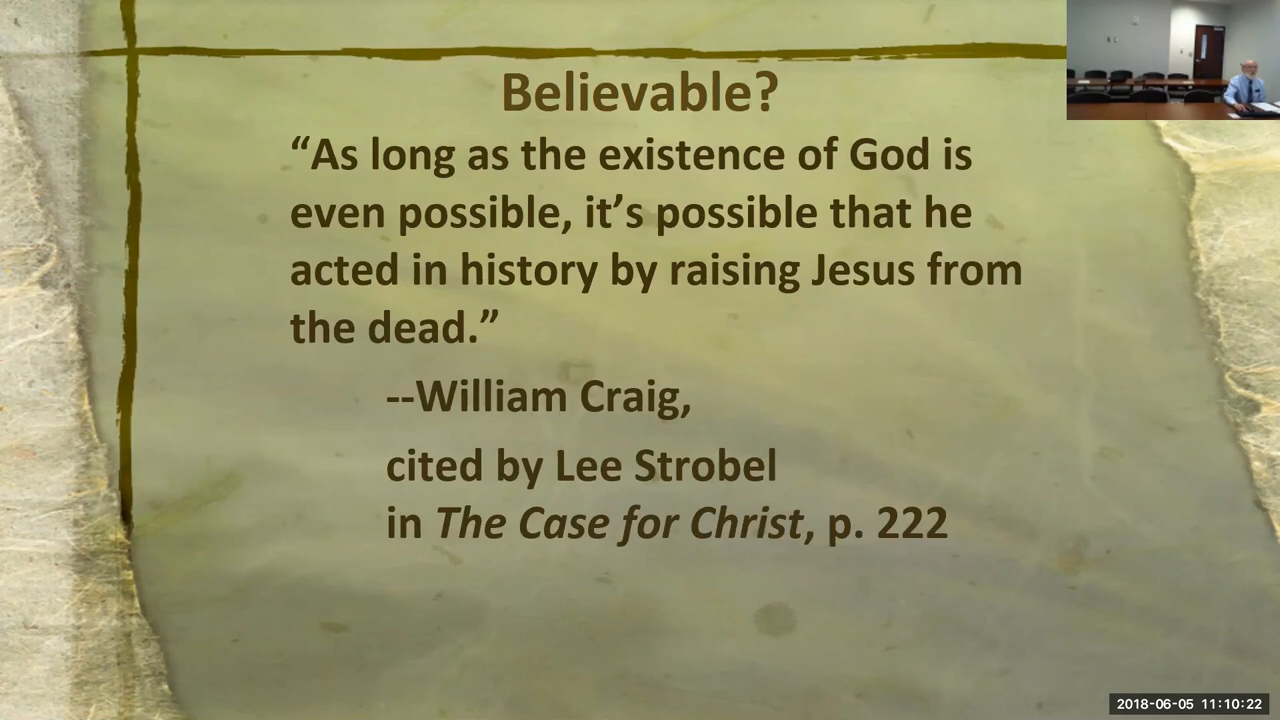 Believable?
“As long as the existence of God is
even possible, it’s possible that he
acted in history by raising Jesus from
the dead.”
--William Craig,
cited by Lee Strobel
in The Case for Christ, p. 222
2018-06-05 11:10:22